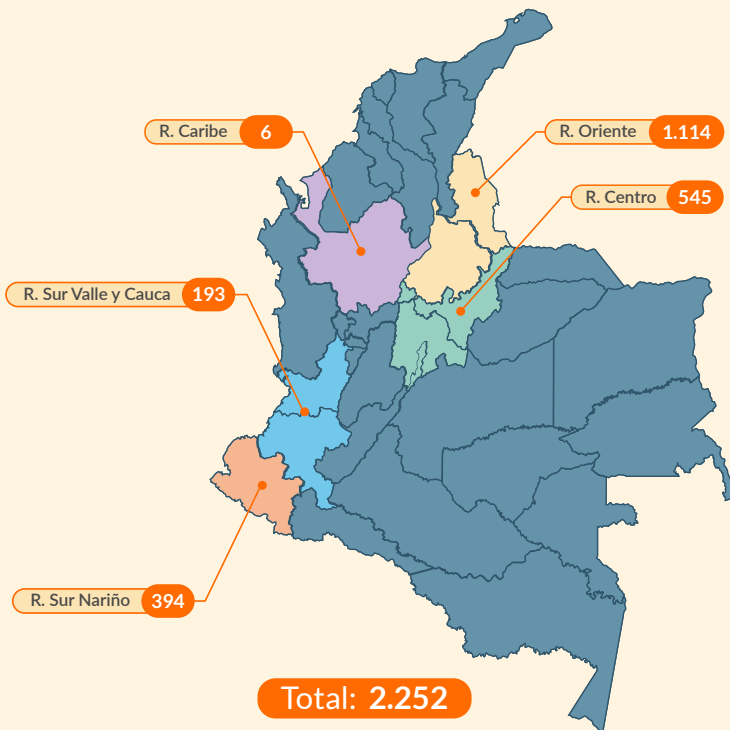 R. Caribe 6
R. Oriente 1.114
R. Centro 545
R. Sur Valle y Cauca 193
R. Sur Nariño 394
Total: 2.252